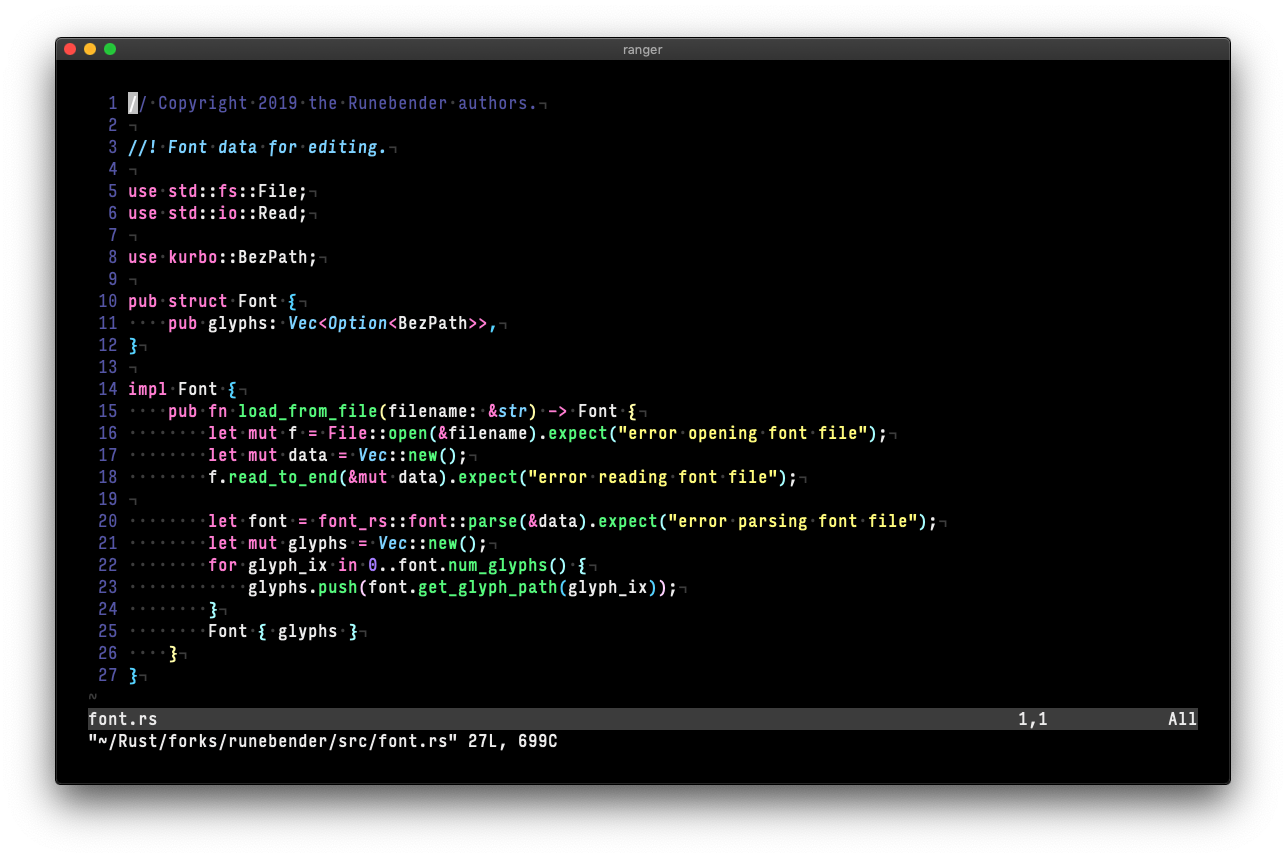 ranger
1 // Copyright 2019 the Runebender authors.¬
2 ¬
3 //! Font data for editing.¬
4 ¬
5 use std::fs::File;¬
6 use std::io::Read;¬
7 ¬
8 use kurbo::BezPath;¬
9 ¬
10 pub struct Font {¬
11 ····pub glyphs: Vec<Option<BezPath>>,¬
12 }¬
13 ¬
14 impl Font {¬
15 ····pub fn load_from_file(filename: &str) -> Font {¬
16 ········let mut f = File::open(&filename).expect("error opening font file");¬
17 ········let mut data = Vec::new();¬
18 ········f.read_to_end(&mut data).expect("error reading font file");¬
19 ¬
20 ········let font = font_rs::font::parse(&data).expect("error parsing font file");¬
21 ········let mut glyphs = Vec::new();¬
22 ········for glyph_ix in 0..font.num_glyphs() {¬
23 ············glyphs.push(font.get_glyph_path(glyph_ix));¬
24 ········}¬
25 ········Font { glyphs }¬
26 ····}¬
27 }¬
~
font.rs 1,1 All
"~/Rust/forks/runebender/src/font.rs" 27L, 699C